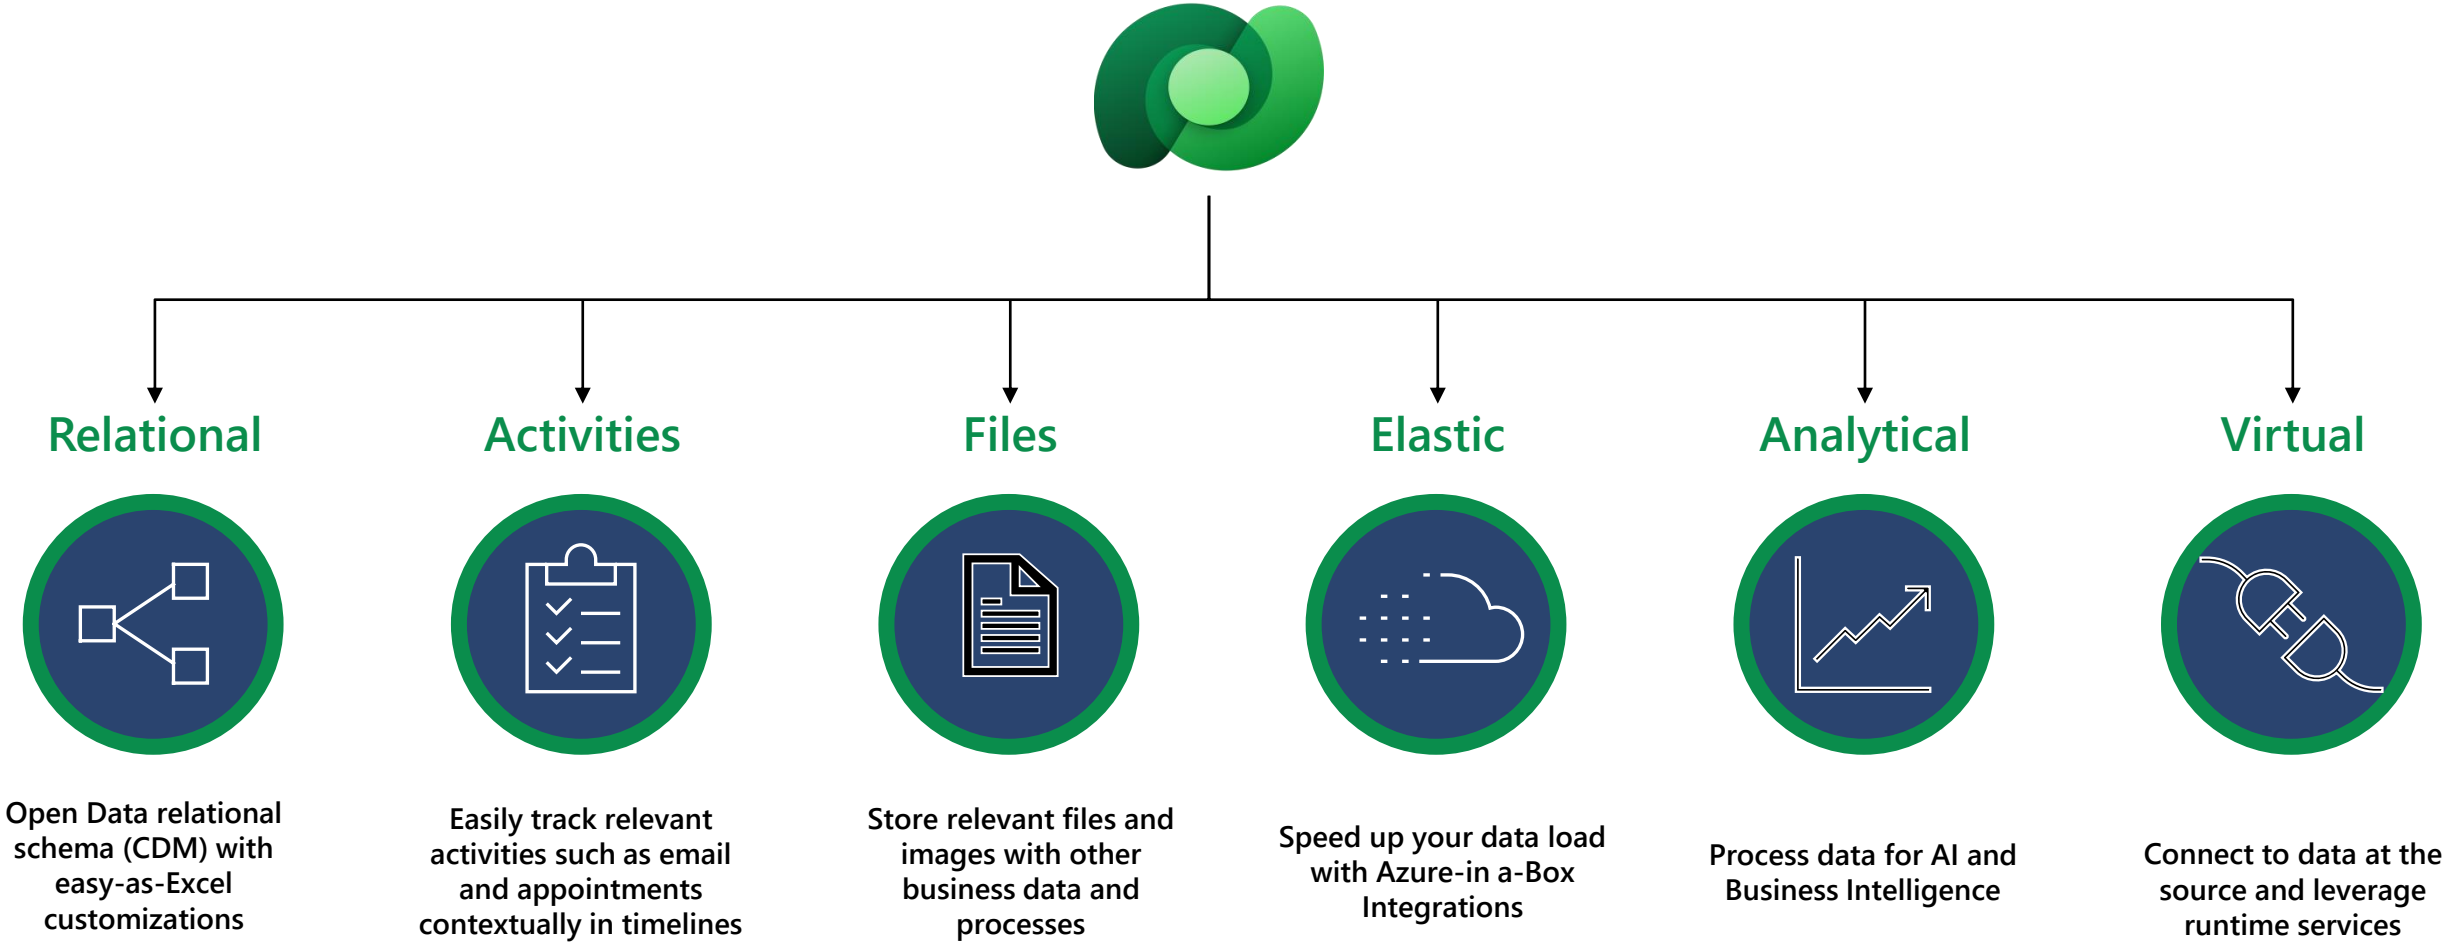 Relational
Activities
Files
Elastic
Analytical
Virtual
Open Data relational
schema (CDM) with
easy-as-Excel
customizations
Easily track relevant
activities such as email
and appointments
contextually in timelines
Store relevant files and
images with other
business data and
processes
Speed up your data load
with Azure-in a-Box
Integrations
Process data for AI and
Business Intelligence
Connect to data at the
source and leverage
runtime services